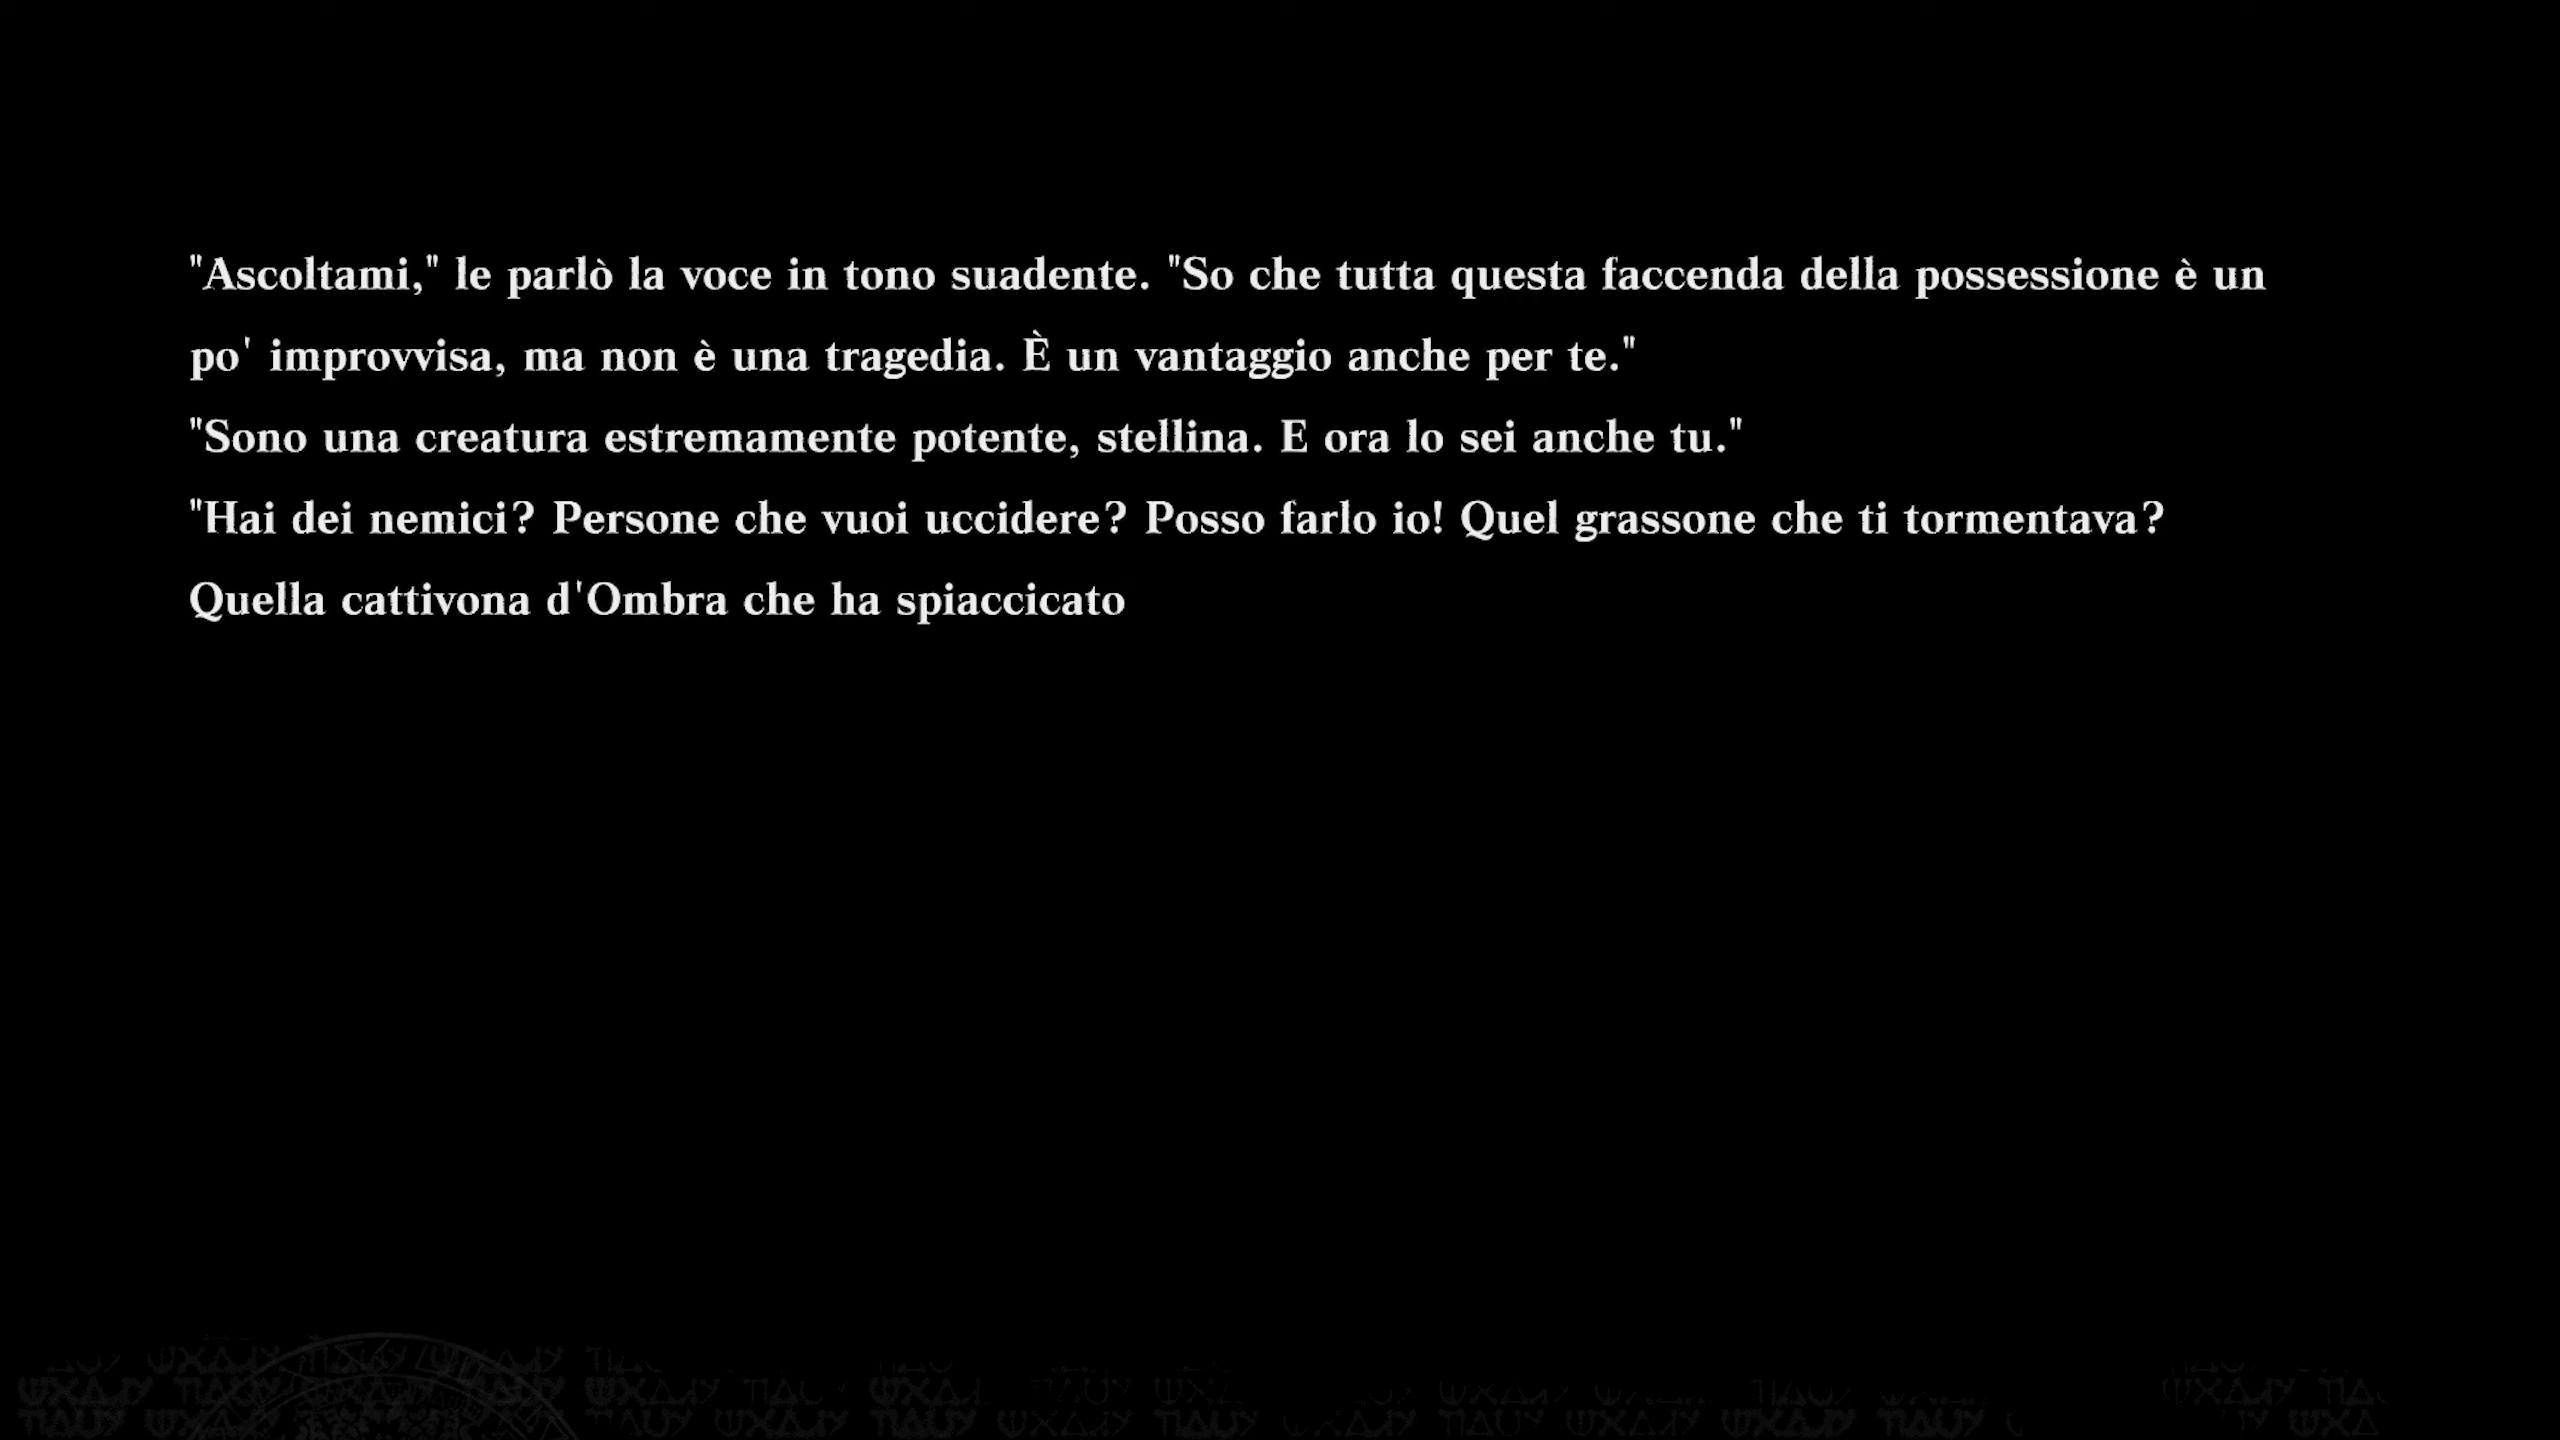 "Ascoltami," le parlò la voce in tono suadente. "So che tutta questa faccenda della possessione è un
po' improvvisa, ma non è una tragedia. È un vantaggio anche per te."
"Sono una creatura estremamente potente, stellina. E ora lo sei anche tu."
"Hai dei nemici? Persone che vuoi uccidere? Posso farlo io! Quel grassone che ti tormentava?
Quella cattivona d'Ombra che ha spiaccicato